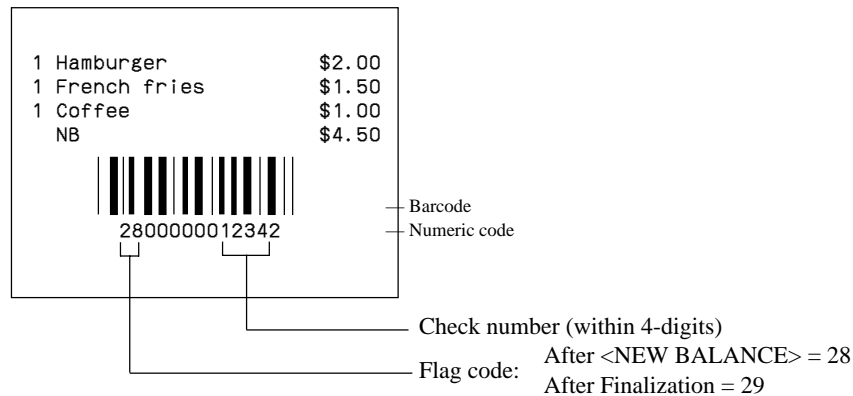 1 Hamburger $2.00
1 French fries $1.50
1 Coffee $1.00
NB $4.50
Barcode
2800000012342
Numeric code
Check number (within 4-digits)
Flag code:
After <NEW BALANCE> = 28
After Finalization = 29